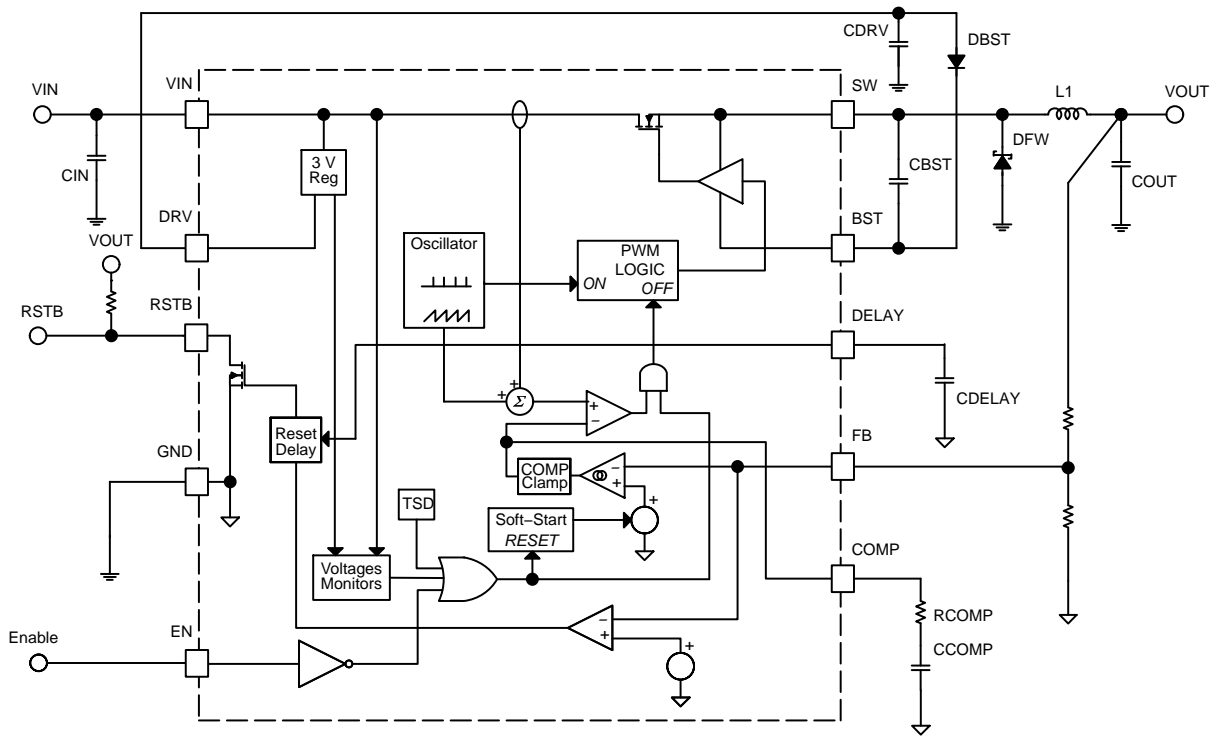 CDRV
DBST
VIN
VIN
SW
L1
VOUT
3 V
Reg
CIN
CBST
DFW
COUT
DRV
VOUT
BST
Oscillator
PWM
LOGIC
ON
OFF
RSTB
RSTB
DELAY
+
+
Σ
+
−
CDELAY
Reset
Delay
GND
FB
COMP
Clamp
−
+
+
TSD
Soft−Start
RESET
COMP
Voltages
Monitors
RCOMP
CCOMP
Enable
EN
−
+
+